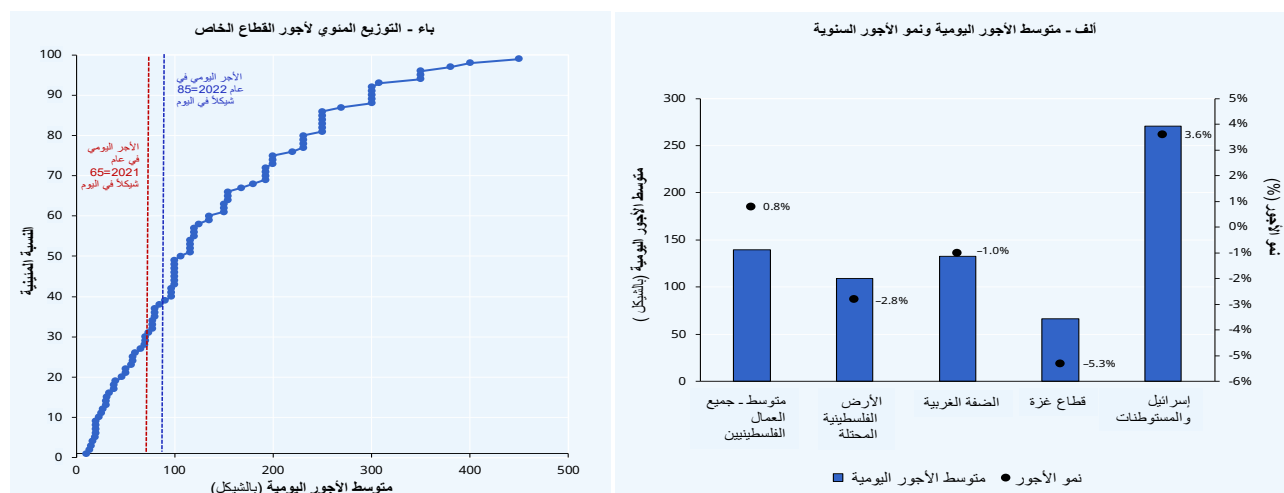 ألف - متوسط الأجور اليومية ونمو الأجور السنوية
متوسط الأجور اليومية (بالشيكل)
300
250
200
150
100
50
0
نمو الأجور (%)
5%
4%
3%
2%
1%
0%
-1%
-2%
-3%
-4%
-5%
-6%
0.8%
–2.8%
–1.0%
–5.3%
3.6%
متوسط - جميع
العمال
الفلسطينيين
الأرض
الفلسطينية
المحتلة
الضفة الغربية
قطاع غزة
إسرائيل
والمستوطنات
متوسط الأجور اليومية
نمو الأجور
باء - التوزيع المئوي لأجور القطاع الخاص
النسبة المئينية
100
90
80
70
60
50
40
30
20
10
0
الأجر اليومي في
عام 2022=85
شيكلاً في اليوم
الأجر اليومي
في عام
2021=65
شيكلاً في اليوم
0
100
200
300
400
500
متوسط الأجور اليومية (بالشيكل)